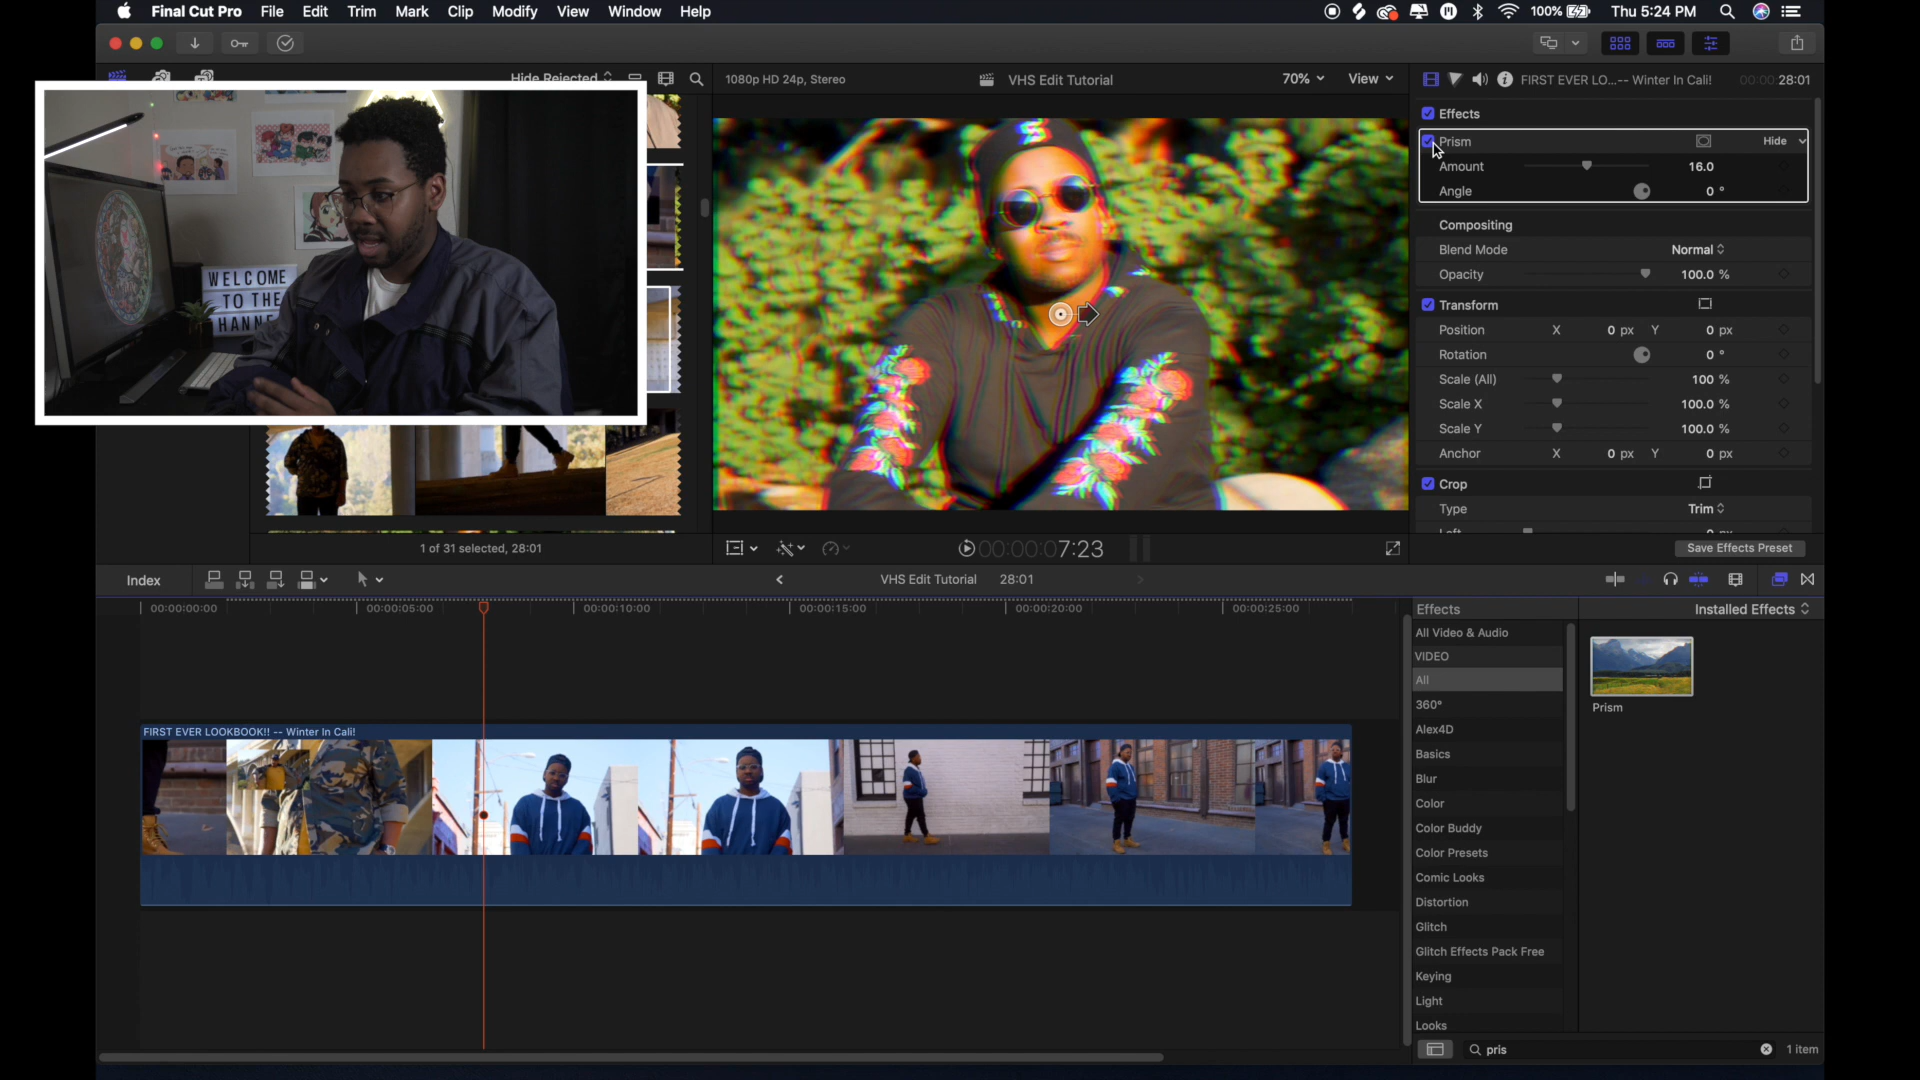 Final Cut Pro File Edit Trim Mark Clip Modify View Window Help
100% Thu 5:24 PM
Hide Rejected
1080p HD 24p, Stereo VHS Edit Tutorial 70% View
FIRST EVER LO...-- Winter In Cali! 00:00:28:01
WELCOME
TO THE
HANNE
Effects
Prism Hide
Amount 16.0
Angle 0 °
Compositing
Blend Mode Normal
Opacity 100.0 %
Transform
Position X 0 px Y 0 px
Rotation 0 °
Scale (All) 100 %
Scale X 100.0 %
Scale Y 100.0 %
Anchor X 0 px Y 0 px
Crop
Type Trim
Left 0 px
1 of 31 selected, 28:01
00:00:07:23
Save Effects Preset
Index
VHS Edit Tutorial 28:01
00:00:00:00 00:00:05:00 00:00:10:00 00:00:15:00 00:00:20:00 00:00:25:00
FIRST EVER LOOKBOOK!! -- Winter In Cali!
Effects Installed Effects
All Video & Audio
VIDEO
All
360°
Alex4D
Basics
Blur
Color
Color Buddy
Color Presets
Comic Looks
Distortion
Glitch
Glitch Effects Pack Free
Keying
Light
Looks
Prism
pris 1 item